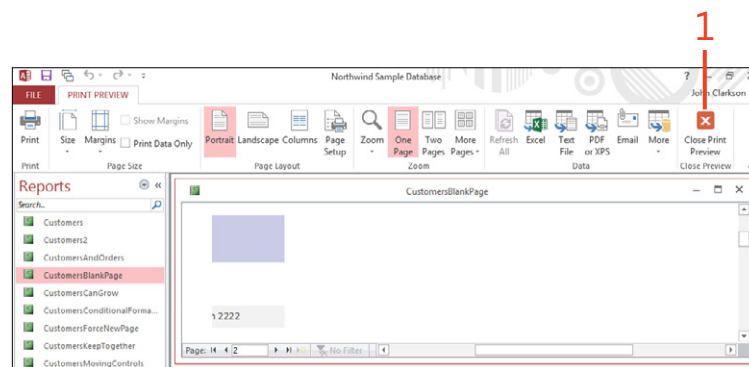 1
Northwind Sample Database
?
FILE
PRINT PREVIEW
John Clarkson
Print
Size
Margins
Show Margins
Print Data Only
Portrait
Landscape
Columns
Page Setup
Zoom
One Page
Two Pages
More Pages
Refresh All
Excel
Text File
PDF or XPS
Email
More
Close Print Preview
Print
Page Size
Page Layout
Zoom
Data
Close Preview
Reports
Search...
Customers
Customers2
CustomersAndOrders
CustomersBlankPage
CustomersCanGrow
CustomersConditionalForma...
CustomersForceNewPage
CustomersKeepTogether
CustomersMovingControls
CustomersBlankPage
2222
Page: 2
No Filter